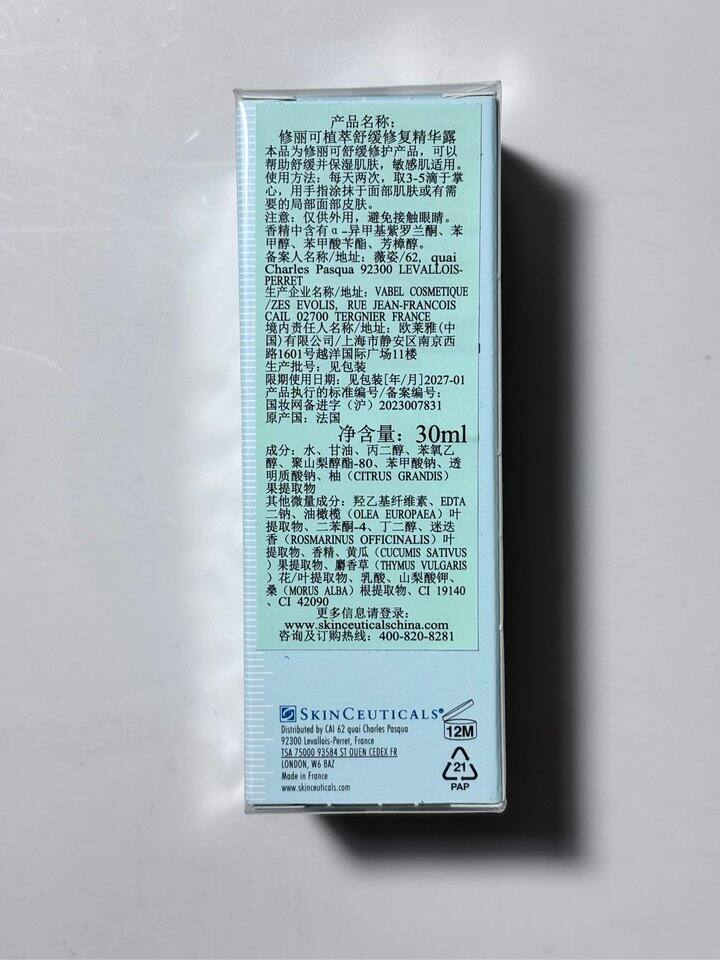 产品名称：
修丽可植萃舒缓修复精华露
本品为修丽可舒缓修护产品，可以
帮助舒缓并保湿肌肤，敏感肌适用。
使用方法：每天两次，取3-5滴于掌
心，用手指涂抹于面部肌肤或有需
要的局部面部皮肤。
注意：仅供外用，避免接触眼睛。
香精中含有α-异甲基紫罗兰酮、苯
甲醇、苯甲酸苄酯、芳樟醇。
备案人名称/地址：薇姿/62, quai
Charles Pasqua 92300 LEVALLOIS-
PERRET
生产企业名称/地址：VABEL COSMETIQUE
/ZES EVOLIS, RUE JEAN-FRANCOIS
CAIL 02700 TERGNIER FRANCE
境内责任人名称/地址：欧莱雅(中
国)有限公司/上海市静安区南京西
路1601号越洋国际广场11楼
生产批号：见包装
限期使用日期：见包装[年/月]2027-01
产品执行的标准编号/备案编号：
国妆网备进字（沪）2023007831
原产国：法国
净含量：30ml
成分：水、甘油、丙二醇、苯氧乙
醇、聚山梨醇酯-80、苯甲酸钠、透
明质酸钠、柚（CITRUS GRANDIS）
果提取物
其他微量成分：羟乙基纤维素、EDTA
二钠、油橄榄（OLEA EUROPAEA）叶
提取物、二苯酮-4、丁二醇、迷迭
香（ROSMARINUS OFFICINALIS）叶
提取物、香精、黄瓜（CUCUMIS SATIVUS
）果提取物、麝香草（THYMUS VULGARIS
）花/叶提取物、乳酸、山梨酸钾、
桑（MORUS ALBA）根提取物、CI 19140
、CI 42090
更多信息请登录：
www.skinceuticalschina.com
咨询及订购热线：400-820-8281
SKINCEUTICALS®
Distributed by CAI 62 quai Charles Pasqua
92300 Levallois-Perret, France
TSA 75000 93584 ST OUEN CEDEX FR
LONDON, W6 8AZ
Made in France
www.skinceuticals.com
12M
21
PAP